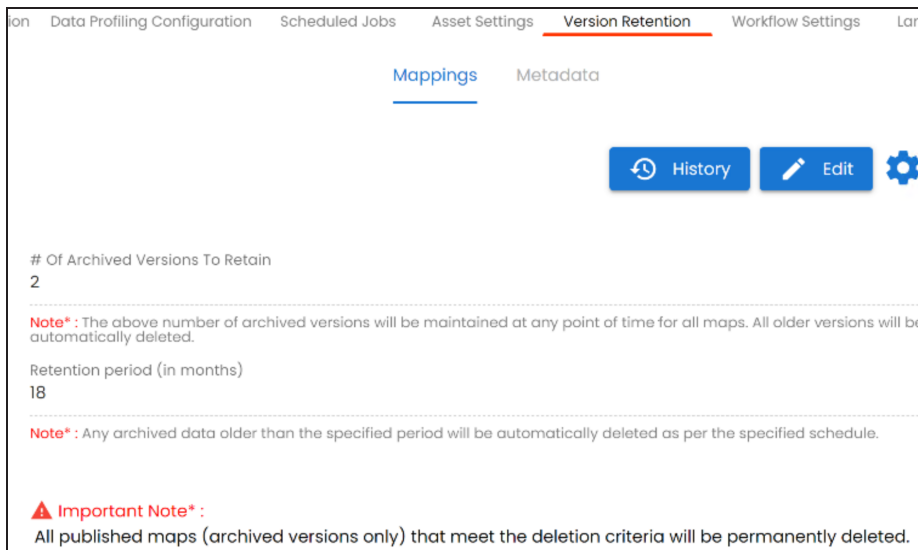 ion Data Profiling Configuration Scheduled Jobs Asset Settings Version Retention Workflow Settings Lar
Mappings Metadata
History Edit
# Of Archived Versions To Retain
2
Note* : The above number of archived versions will be maintained at any point of time for all maps. All older versions will be
automatically deleted.
Retention period (in months)
18
Note* : Any archived data older than the specified period will be automatically deleted as per the specified schedule.
Important Note* :
All published maps (archived versions only) that meet the deletion criteria will be permanently deleted.